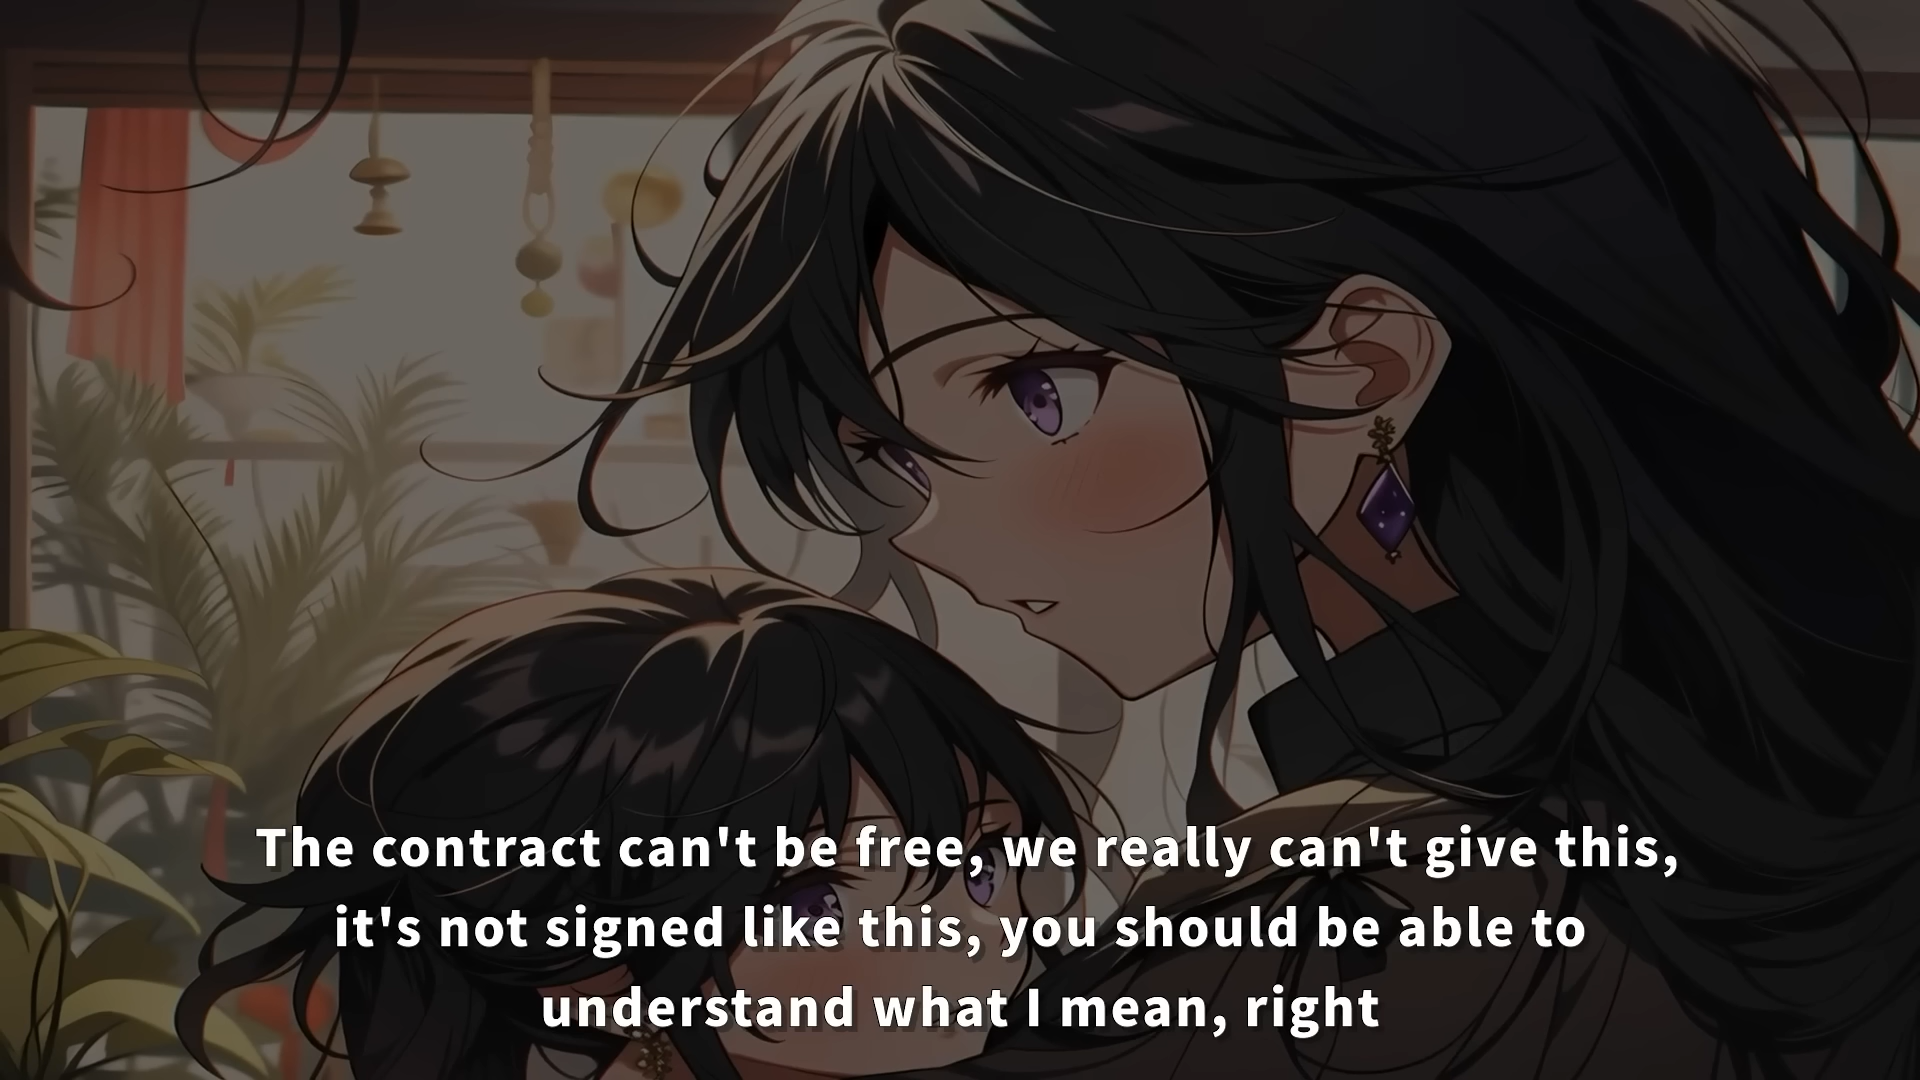 The contract can't be free, we really can't give this,
it's not signed like this, you should be able to
understand what I mean, right